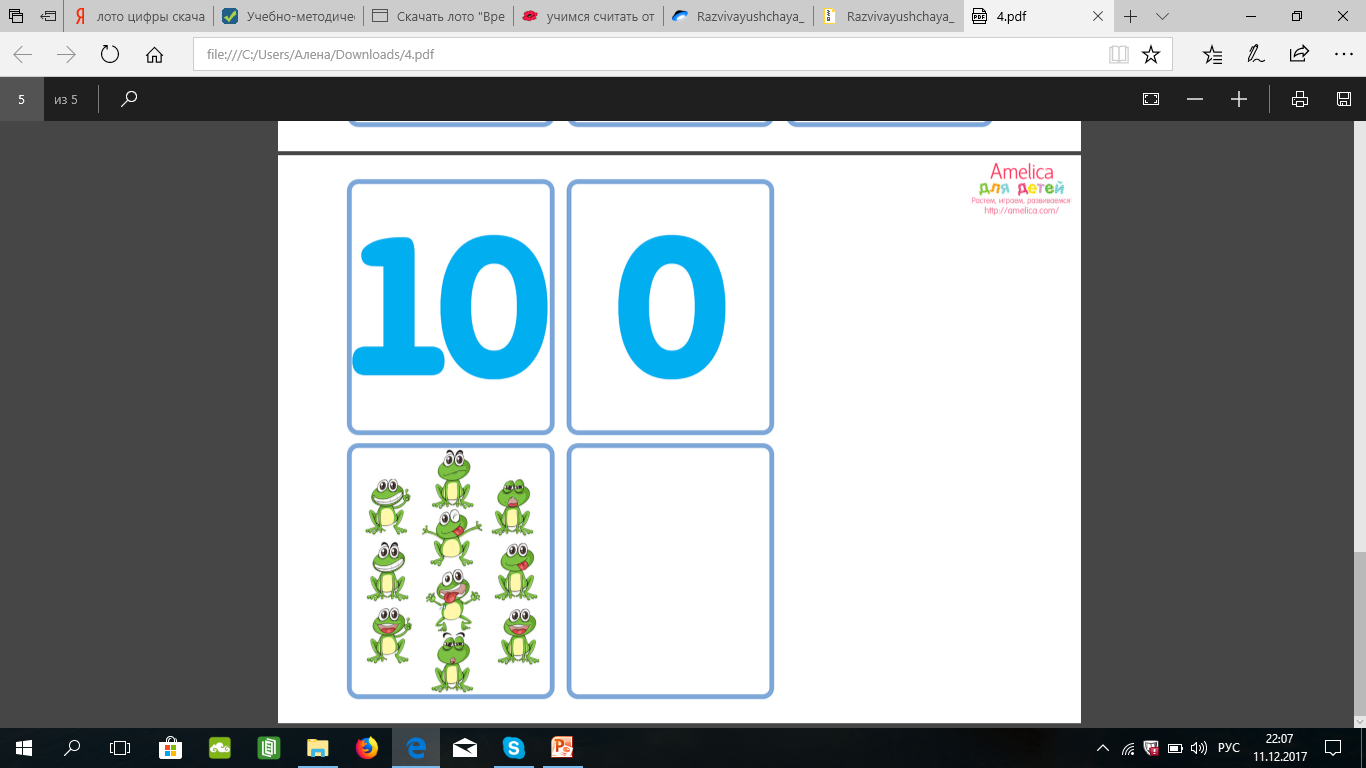 лото цифры скача
Учебно-методичес
Скачать лото "Вре
учимся считать от
Razvivayushchaya_
Razvivayushchaya_
4.pdf
file:///C:/Users/Алена/Downloads/4.pdf
5 из 5
Amelica
для детей
Растем, играем, развиваемся
http://amelica.com/
10 0
РУС
22:07
11.12.2017